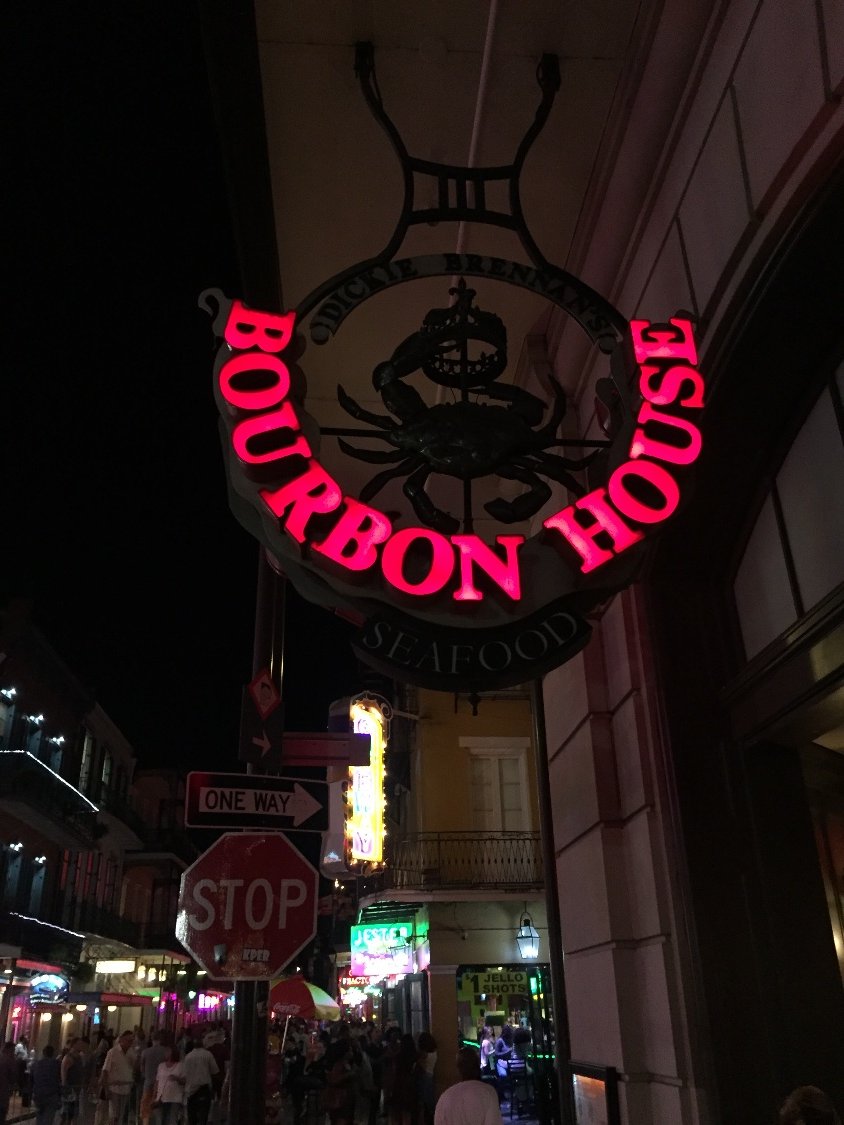 DICKIE BRENNAN'S
BOURBON HOUSE
SEAFOOD
ONE WAY
STOP
JESTER
$1 JELLO
SHOTS